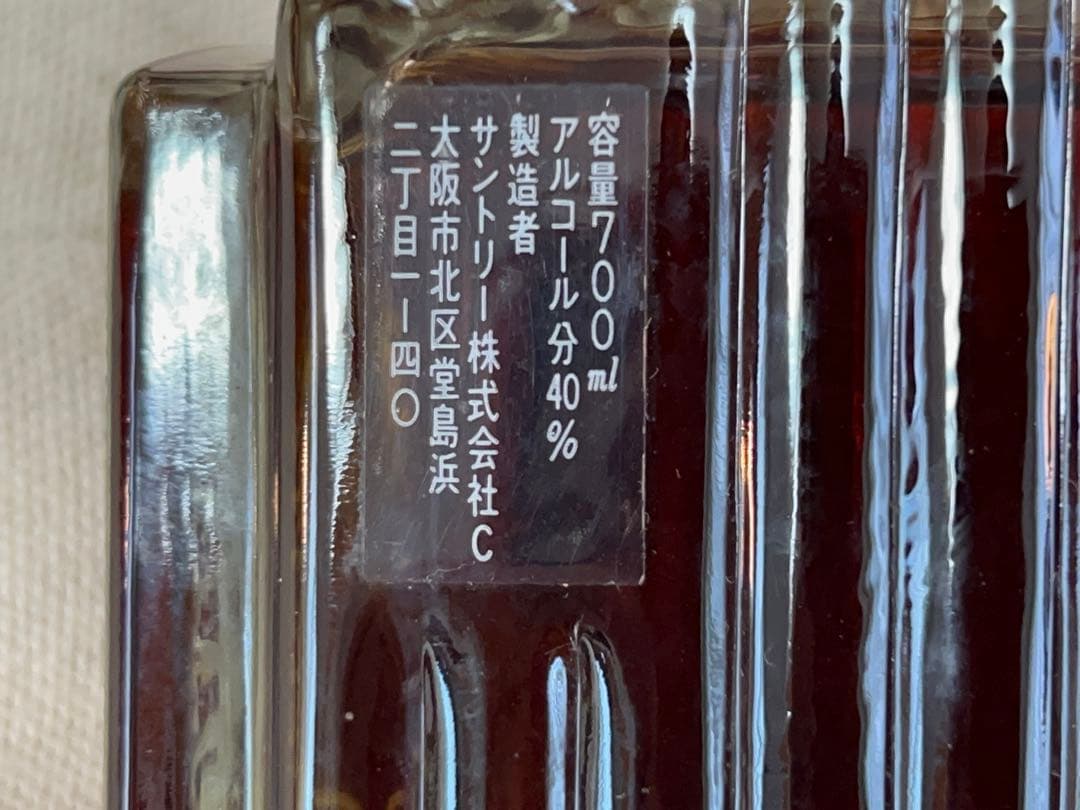 容量700ml
アルコール分40%
製造者
サントリー株式会社C
大阪市北区堂島浜
二丁目一ー四〇